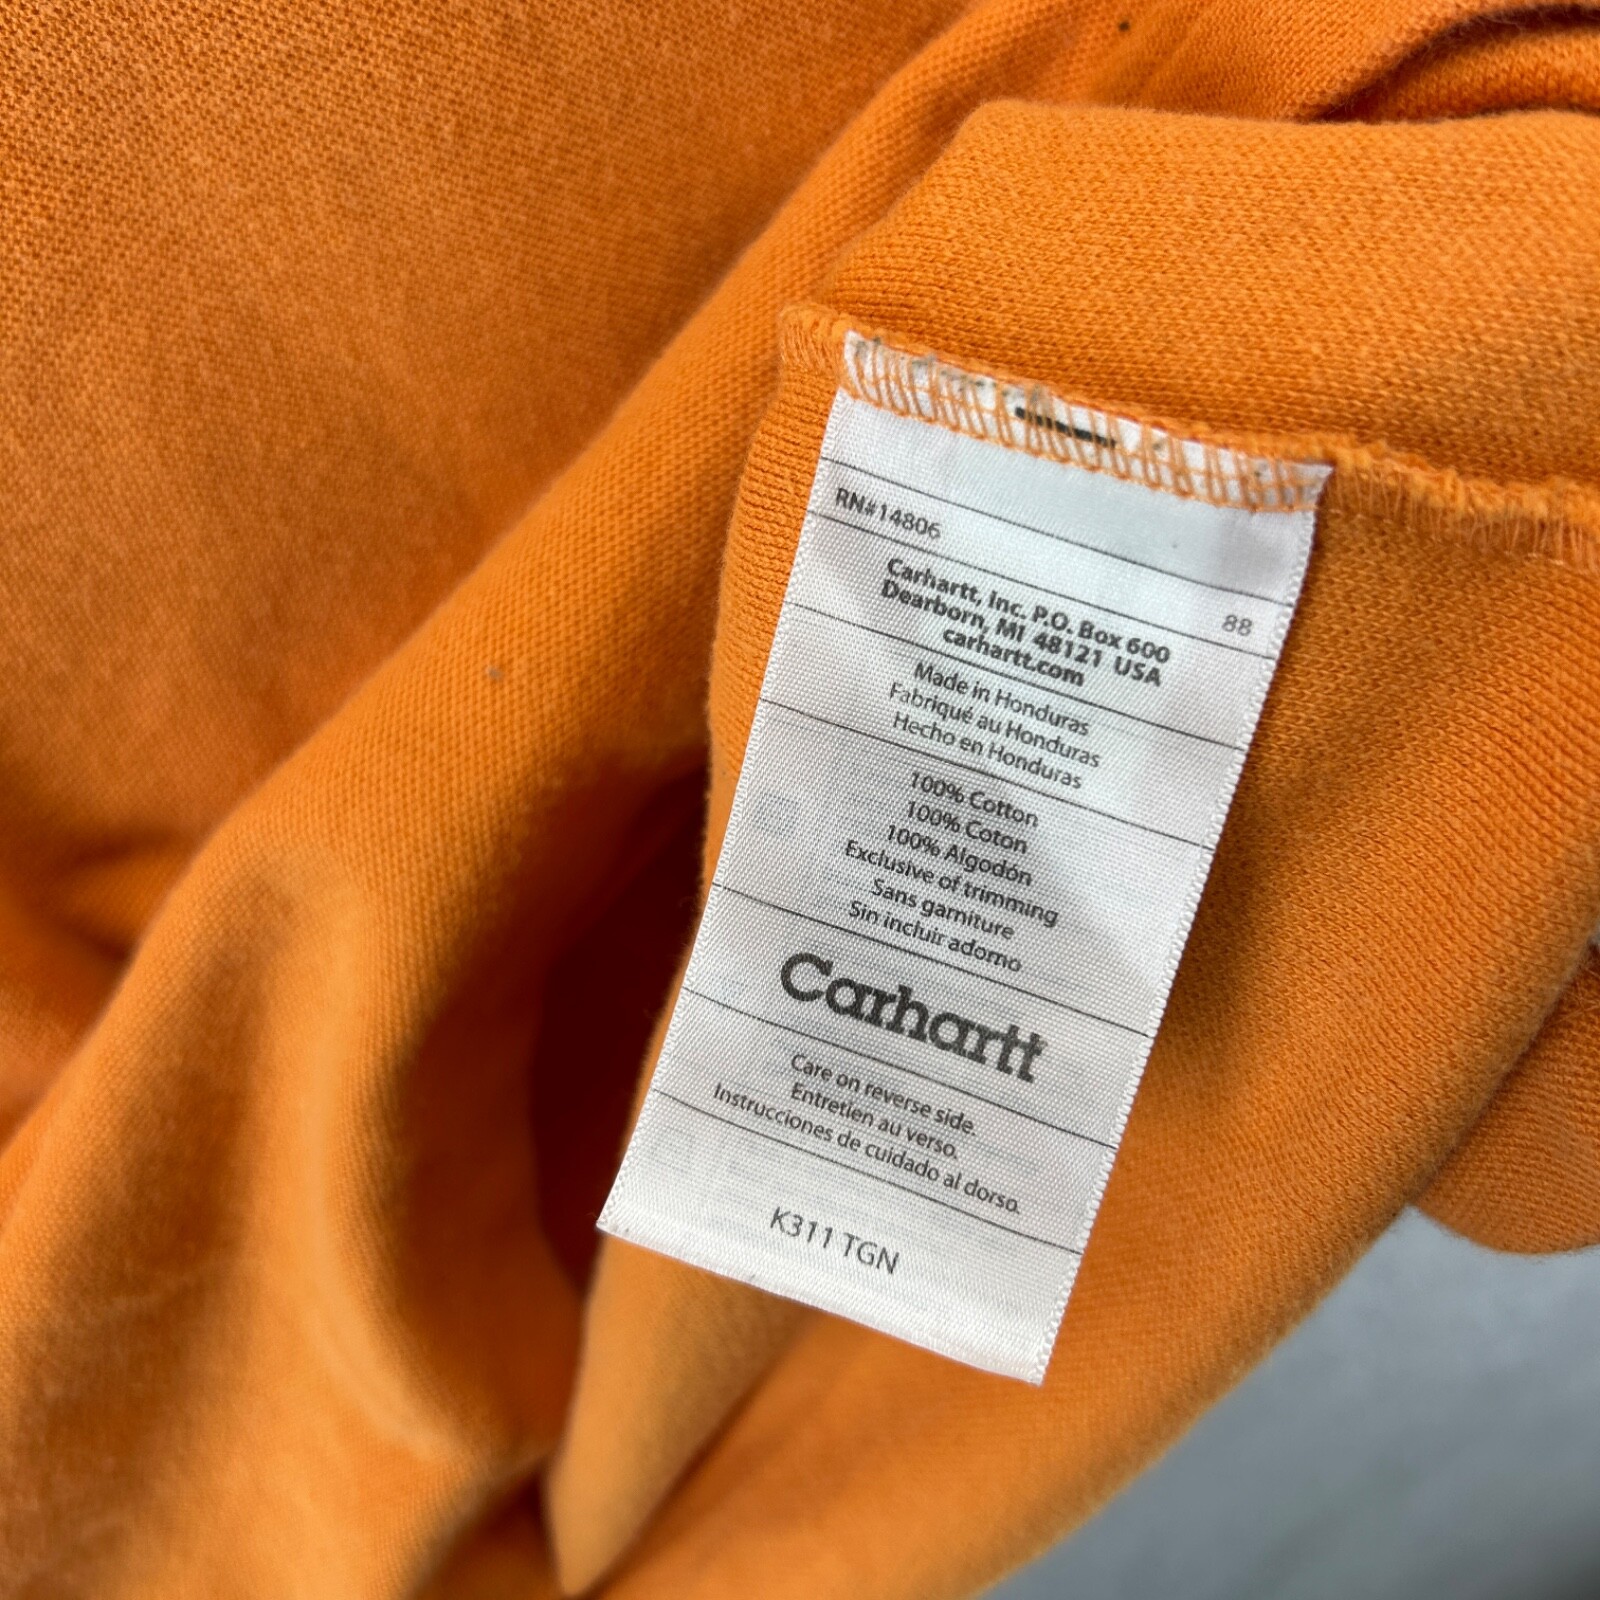 RN#14806
88
Carhartt, Inc. P.O. Box 600
Dearborn, MI 48121 USA
carhartt.com
Made in Honduras
Fabriqué au Honduras
Hecho en Honduras
100% Cotton
100% Coton
100% Algodón
Exclusive of trimming
Sans garniture
Sin incluir adorno
Carhartt
Care on reverse side.
Entretien au verso.
Instrucciones de cuidado al dorso.
K311 TGN